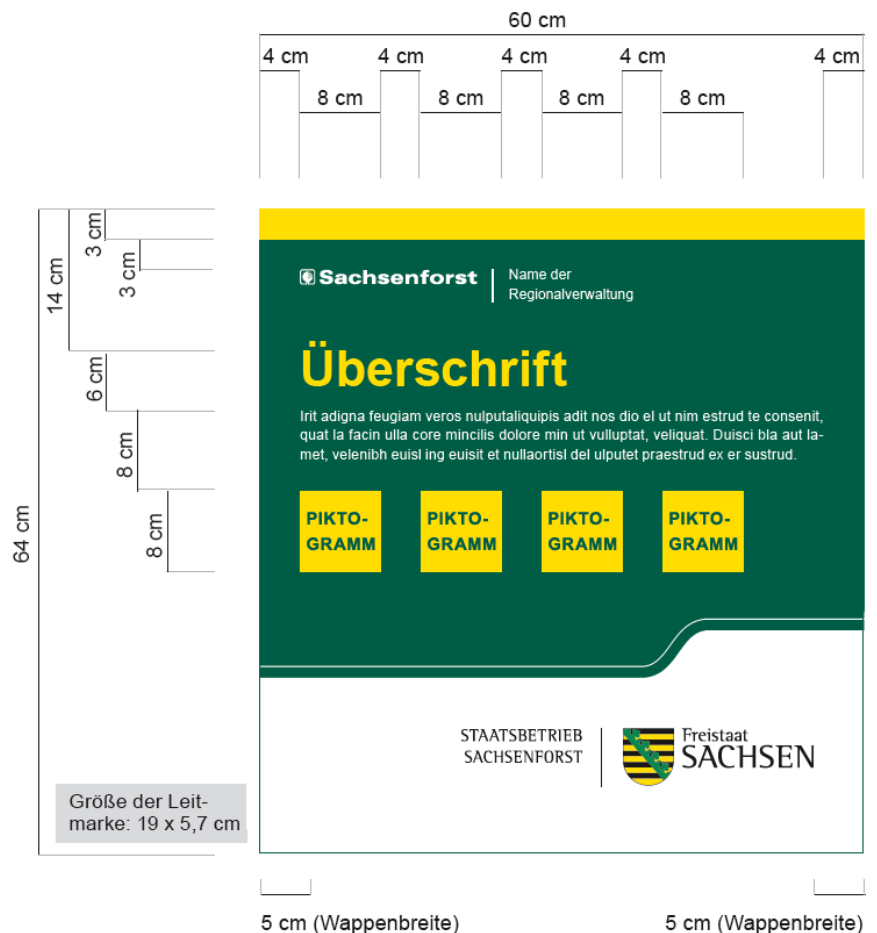 60 cm
4 cm 4 cm 4 cm 4 cm 4 cm
8 cm 8 cm 8 cm 8 cm
3 cm
3 cm
14 cm
6 cm
8 cm
8 cm
64 cm
Sachsenforst
Name der
Regionalverwaltung
Überschrift
Irit adigna feugiam veros nulputaliquipis adit nos dio el ut nim estrud te consenit,
quat la facin ulla core mincilis dolore min ut vulluptat, veliquat. Duisci bla aut la-
met, velenibh euisl ing euisit et nullaortisl del ulputet praestrud ex er sustrud.
PIKTO- PIKTO- PIKTO- PIKTO-
GRAMM GRAMM GRAMM GRAMM
STAATSBETRIEB
SACHSENFORST
Freistaat
SACHSEN
Größe der Leit-
marke: 19 x 5,7 cm
5 cm (Wappenbreite) 5 cm (Wappenbreite)